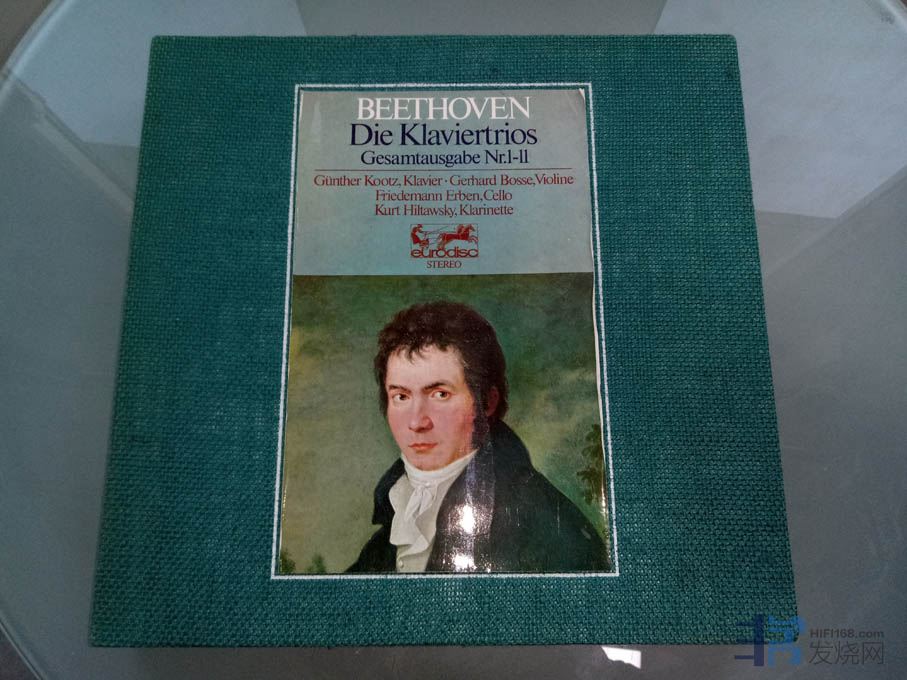 BEETHOVEN
Die Klaviertrios
Gesamtausgabe Nr.1-11
Günther Kootz, Klavier · Gerhard Bosse, Violine
Friedemann Erben, Cello
Kurt Hiltawsky, Klarinette
eurodisc
STEREO
HIFI168.com
发烧网